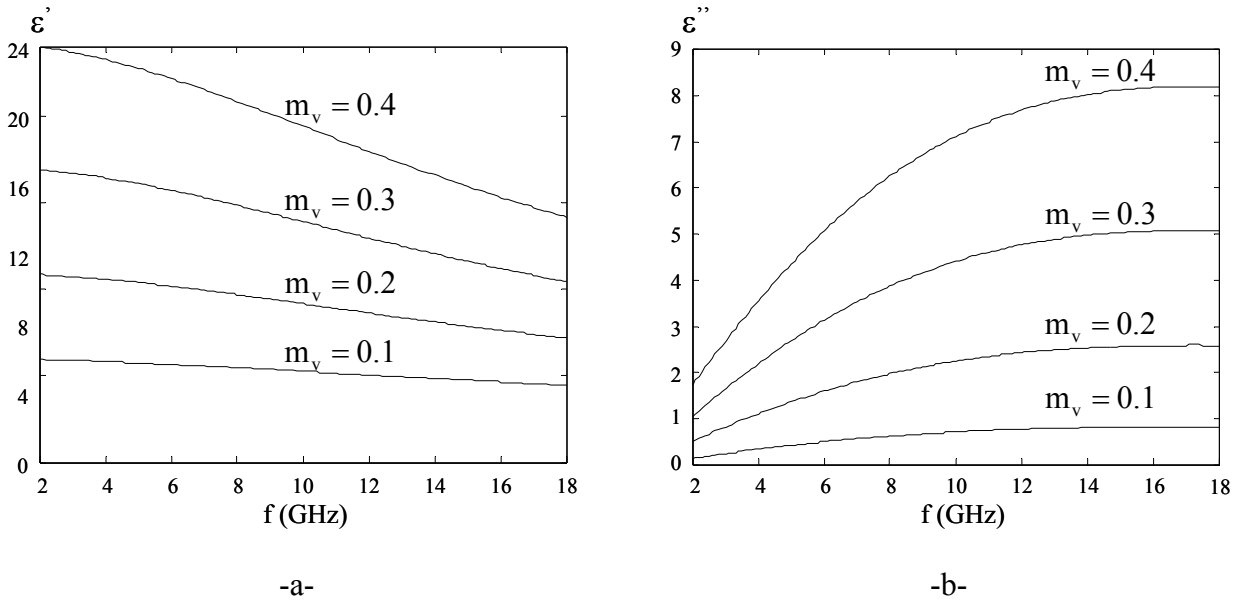 ε'
24
20
16
12
8
4
0
m_v = 0.4
m_v = 0.3
m_v = 0.2
m_v = 0.1
2 4 6 8 10 12 14 16 18
f (GHz)
-a-
ε''
9
8
7
6
5
4
3
2
1
0
m_v = 0.4
m_v = 0.3
m_v = 0.2
m_v = 0.1
2 4 6 8 10 12 14 16 18
f (GHz)
-b-